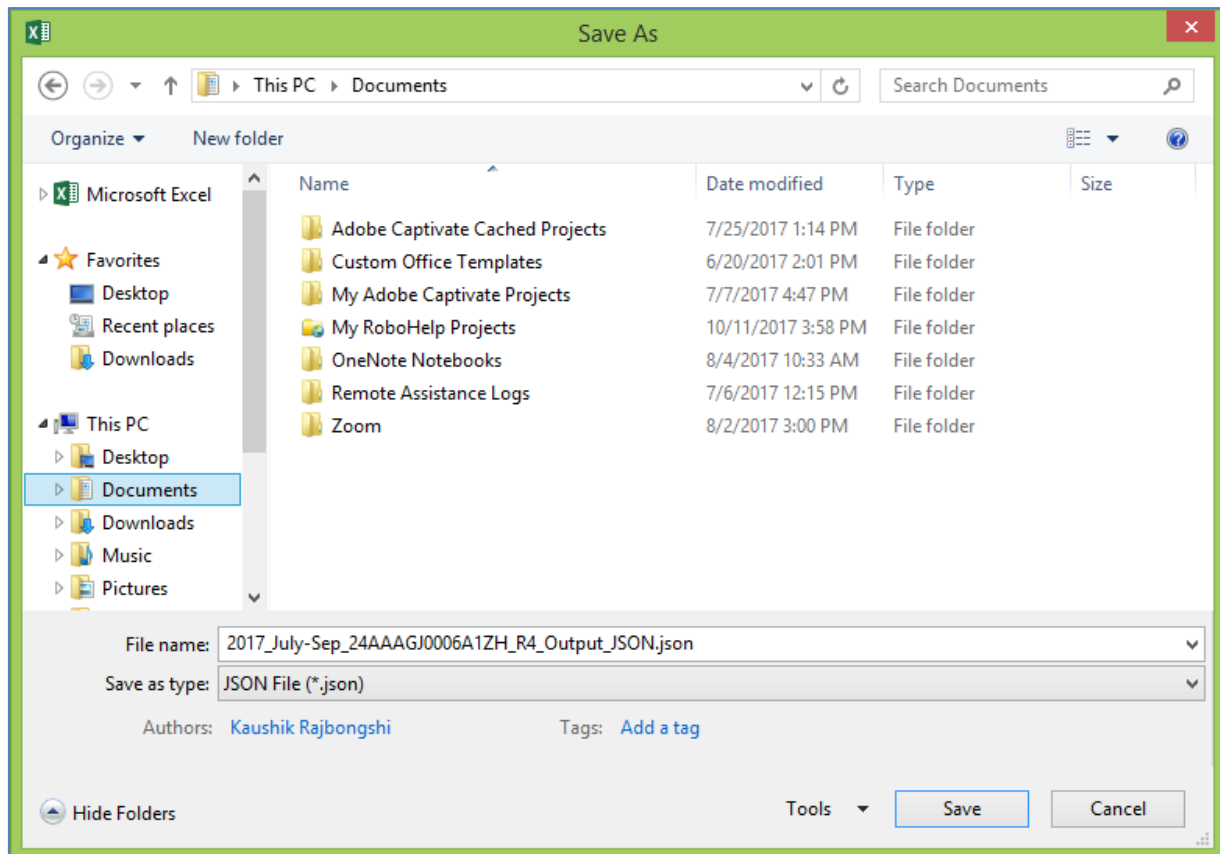 Save As
This PC Documents Search Documents
Organize New folder
Name Date modified Type Size
Microsoft Excel
Favorites
Desktop
Recent places
Downloads
This PC
Desktop
Documents
Downloads
Music
Pictures
Adobe Captivate Cached Projects 7/25/2017 1:14 PM File folder
Custom Office Templates 6/20/2017 2:01 PM File folder
My Adobe Captivate Projects 7/7/2017 4:47 PM File folder
My RoboHelp Projects 10/11/2017 3:58 PM File folder
OneNote Notebooks 8/4/2017 10:33 AM File folder
Remote Assistance Logs 7/6/2017 12:15 PM File folder
Zoom 8/2/2017 3:00 PM File folder
File name: 2017_July-Sep_24AAAGJ0006A1ZH_R4_Output_JSON.json
Save as type: JSON File (*.json)
Authors: Kaushik Rajbongshi Tags: Add a tag
Hide Folders Tools Save Cancel